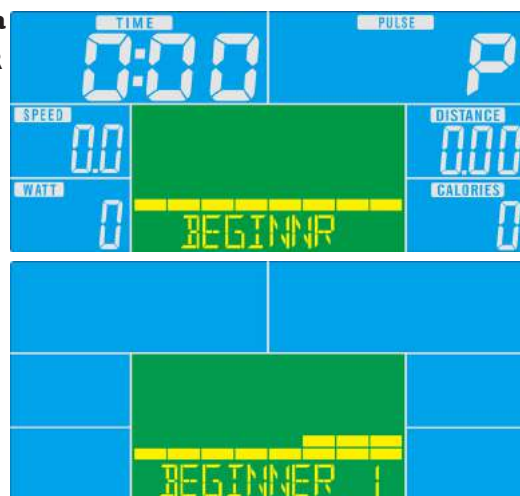 TIME PULSE
0:00 P
SPEED DISTANCE
0.0 0.00
WATT CALORIES
0 0
BEGINNR
BEGINNER 1